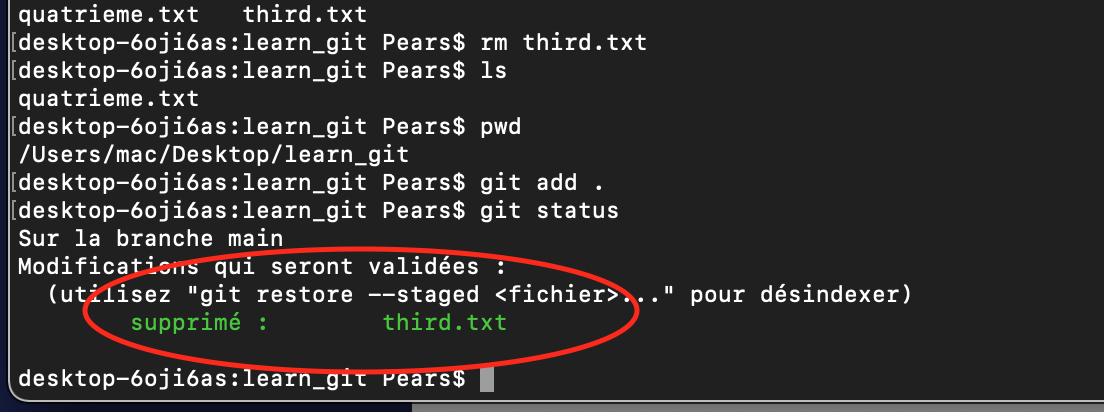 quatrieme.txt   third.txt
[desktop-6oji6as:learn_git Pears$ rm third.txt
[desktop-6oji6as:learn_git Pears$ ls
quatrieme.txt
[desktop-6oji6as:learn_git Pears$ pwd
/Users/mac/Desktop/learn_git
[desktop-6oji6as:learn_git Pears$ git add .
[desktop-6oji6as:learn_git Pears$ git status
Sur la branche main
Modifications qui seront validées :
  (utilisez "git restore --staged <fichier>..." pour désindexer)
        supprimé :        third.txt

desktop-6oji6as:learn_git Pears$